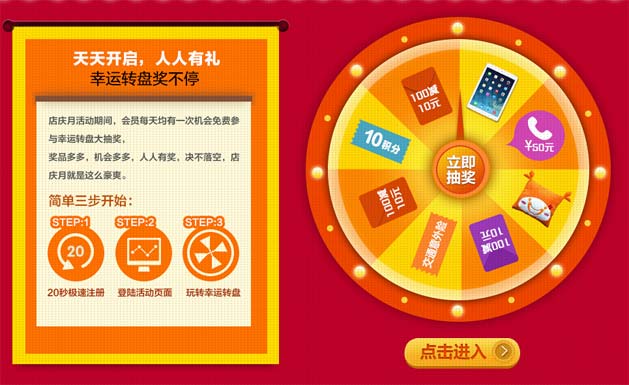 天天开启，人人有礼
幸运转盘奖不停
店庆月活动期间，会员每天均有一次机会免费参
与幸运转盘大抽奖，
奖品多多，机会多多，人人有奖，决不落空，店
庆月就是这么豪爽。
简单三步开始：
STEP:1
STEP:2
STEP:3
20
20秒极速注册
登陆活动页面
玩转幸运转盘
100减
10元
10积分
100减
10元
交通意外险
100减
10元
¥50元
立即
抽奖
点击进入